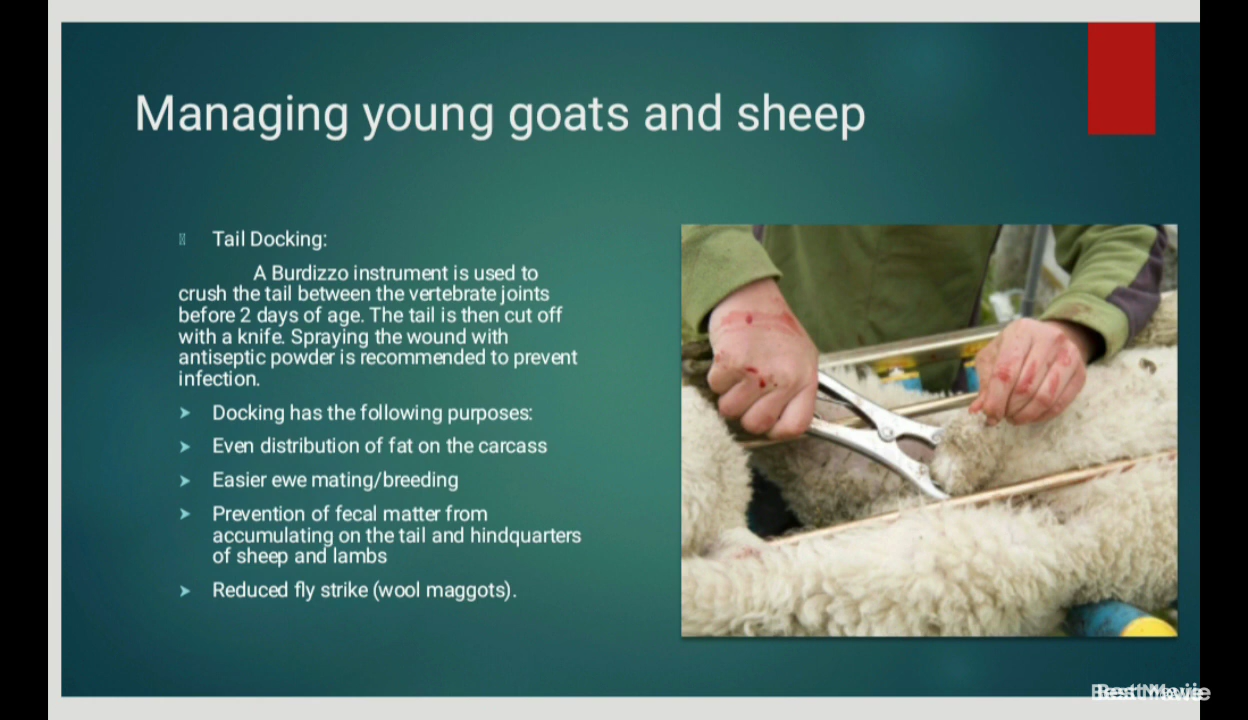 Managing young goats and sheep
Tail Docking:
A Burdizzo instrument is used to
crush the tail between the vertebrate joints
before 2 days of age. The tail is then cut off
with a knife. Spraying the wound with
antiseptic powder is recommended to prevent
infection.
➤ Docking has the following purposes:
➤ Even distribution of fat on the carcass
➤ Easier ewe mating/breeding
➤ Prevention of fecal matter from
accumulating on the tail and hindquarters
of sheep and lambs
➤ Reduced fly strike (wool maggots).